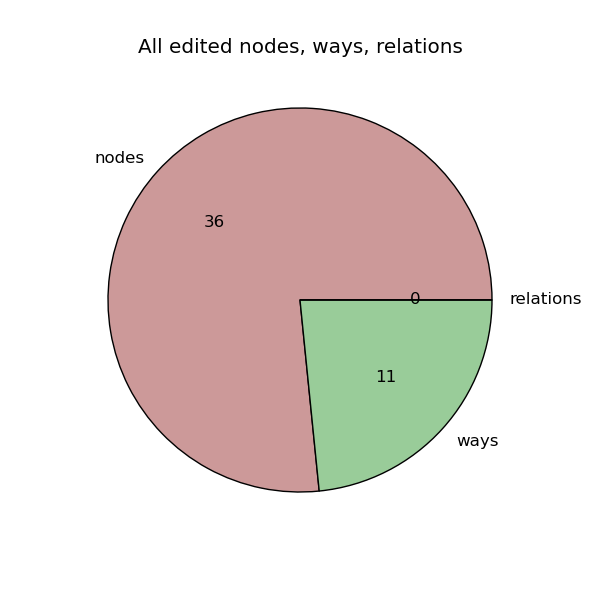 All edited nodes, ways, relations
nodes
36
0
relations
11
ways